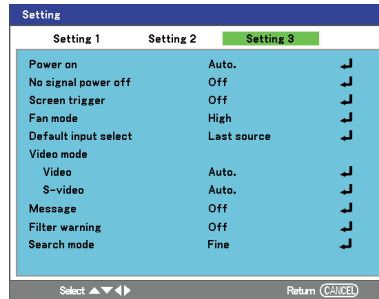 Setting
Setting 1 Setting 2 Setting 3
Power on Auto.
No signal power off Off
Screen trigger Off
Fan mode High
Default input select Last source
Video mode
Video Auto.
S-video Auto.
Message Off
Filter warning Off
Search mode Fine
Select ▲▼◀▶ Return (CANCEL)